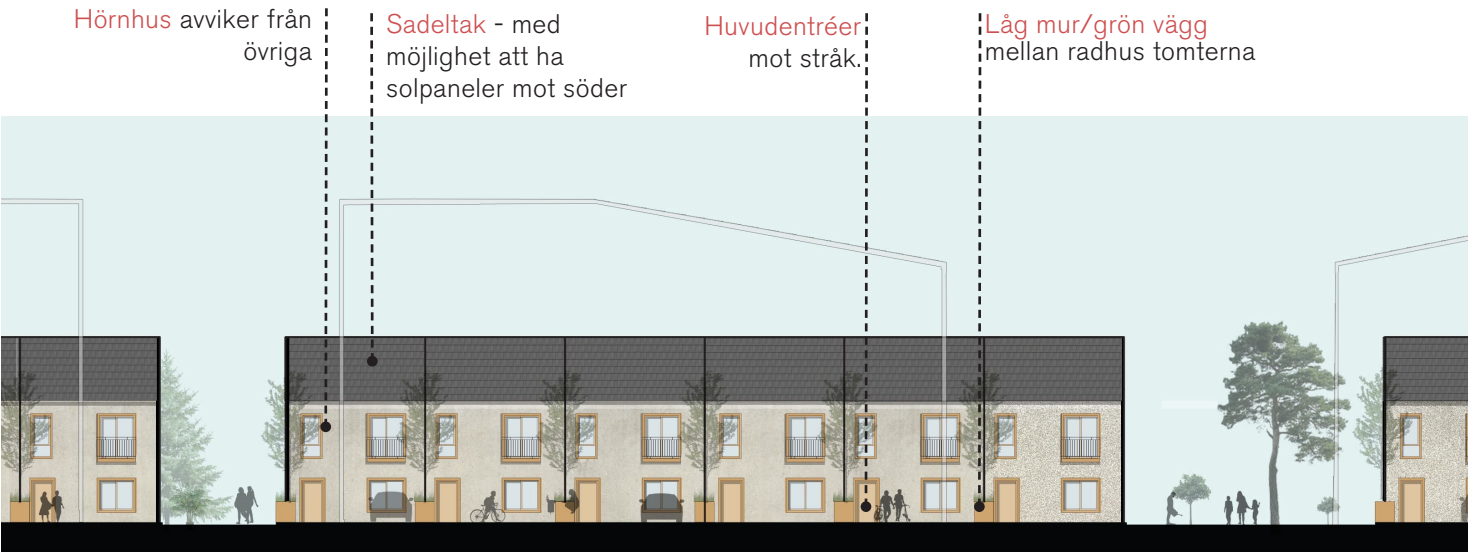 Hörnhus avviker från
övriga
Sadeltak - med
möjlighet att ha
solpaneler mot söder
Huvudentréer
mot stråk.
Låg mur/grön vägg
mellan radhus tomterna